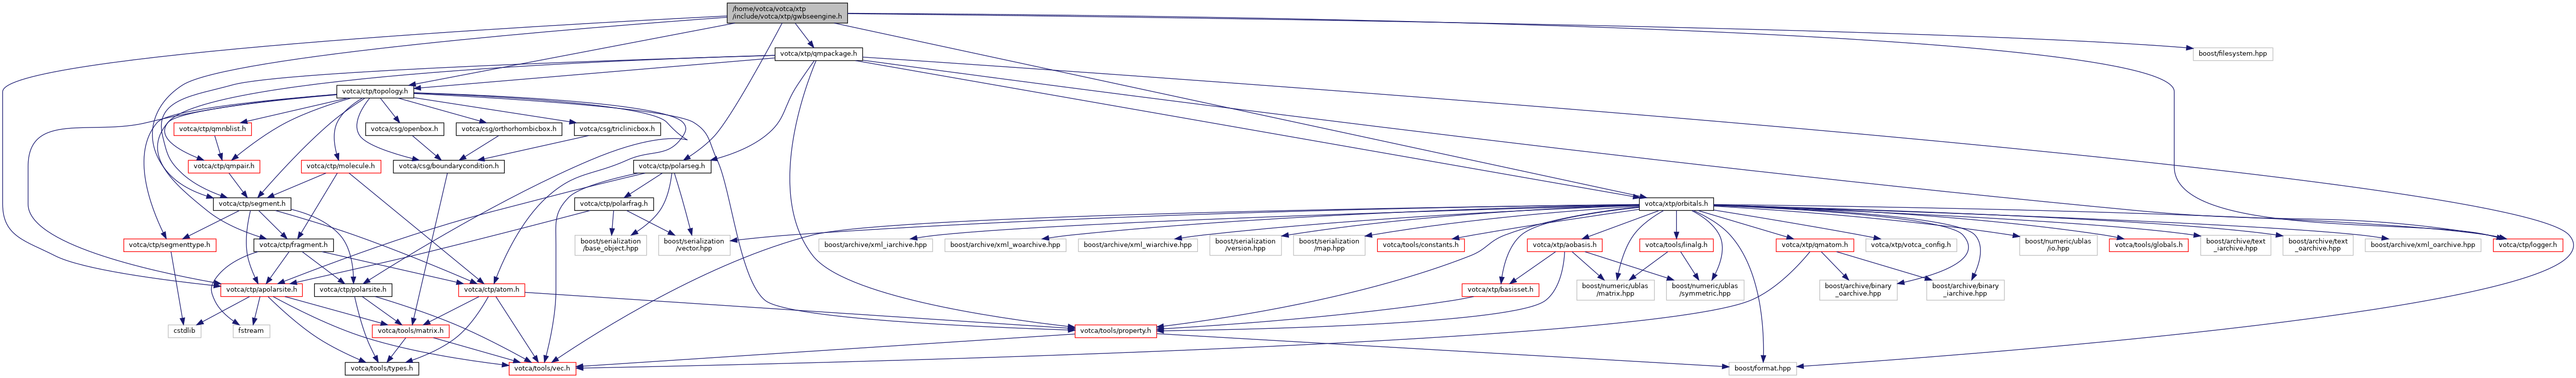 /home/votca/votca/xtp
/include/votca/xtp/gwbseengine.h
votca/xtp/qmpackage.h
boost/filesystem.hpp
votca/ctp/topology.h
votca/ctp/qmnblist.h
votca/csg/openbox.h
votca/csg/orthorhombicbox.h
votca/csg/triclinicbox.h
votca/ctp/qmpair.h
votca/ctp/molecule.h
votca/csg/boundarycondition.h
votca/ctp/polarseg.h
votca/ctp/segment.h
votca/ctp/polarfrag.h
votca/xtp/orbitals.h
votca/ctp/segmenttype.h
votca/ctp/fragment.h
boost/serialization
/base_object.hpp
boost/serialization
/vector.hpp
boost/archive/xml_iarchive.hpp
boost/archive/xml_woarchive.hpp
boost/archive/xml_wiarchive.hpp
boost/serialization
/version.hpp
boost/serialization
/map.hpp
votca/tools/constants.h
votca/xtp/aobasis.h
votca/tools/linalg.h
votca/xtp/qmatom.h
votca/xtp/votca_config.h
boost/numeric/ublas
/io.hpp
votca/tools/globals.h
boost/archive/text
_iarchive.hpp
boost/archive/text
_oarchive.hpp
boost/archive/xml_oarchive.hpp
votca/ctp/logger.h
votca/ctp/apolarsite.h
votca/ctp/polarsite.h
votca/ctp/atom.h
votca/xtp/basisset.h
boost/numeric/ublas
/matrix.hpp
boost/numeric/ublas
/symmetric.hpp
boost/archive/binary
_oarchive.hpp
boost/archive/binary
_iarchive.hpp
cstdlib
fstream
votca/tools/matrix.h
votca/tools/property.h
votca/tools/types.h
votca/tools/vec.h
boost/format.hpp